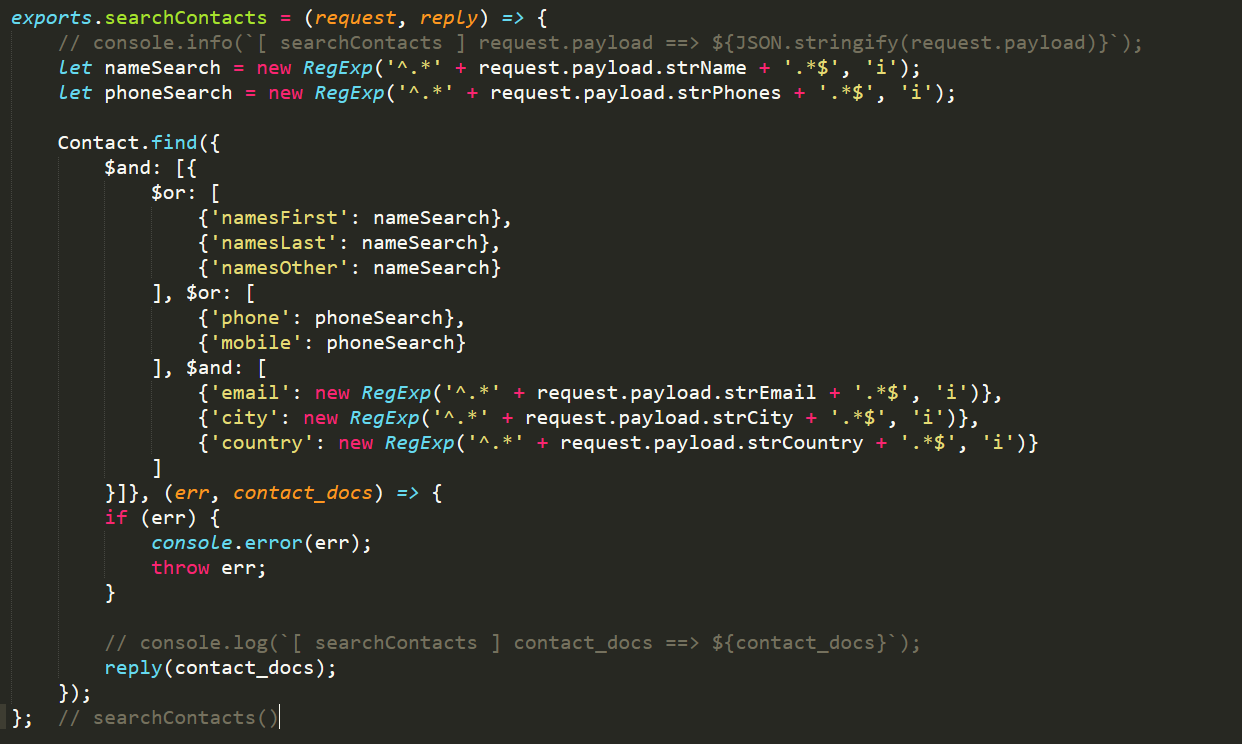 exports.searchContacts = (request, reply) => {
    // console.info(`[ searchContacts ] request.payload ==> ${JSON.stringify(request.payload)}`);
    let nameSearch = new RegExp('^.*' + request.payload.strName + '.*$', 'i');
    let phoneSearch = new RegExp('^.*' + request.payload.strPhones + '.*$', 'i');

    Contact.find({
        $and: [{
            $or: [
                {'namesFirst': nameSearch},
                {'namesLast': nameSearch},
                {'namesOther': nameSearch}
            ], $or: [
                {'phone': phoneSearch},
                {'mobile': phoneSearch}
            ], $and: [
                {'email': new RegExp('^.*' + request.payload.strEmail + '.*$', 'i')},
                {'city': new RegExp('^.*' + request.payload.strCity + '.*$', 'i')},
                {'country': new RegExp('^.*' + request.payload.strCountry + '.*$', 'i')}
            ]
        }]}, (err, contact_docs) => {
        if (err) {
            console.error(err);
            throw err;
        }

        // console.log(`[ searchContacts ] contact_docs ==> ${contact_docs}`);
        reply(contact_docs);
    });
};  // searchContacts()